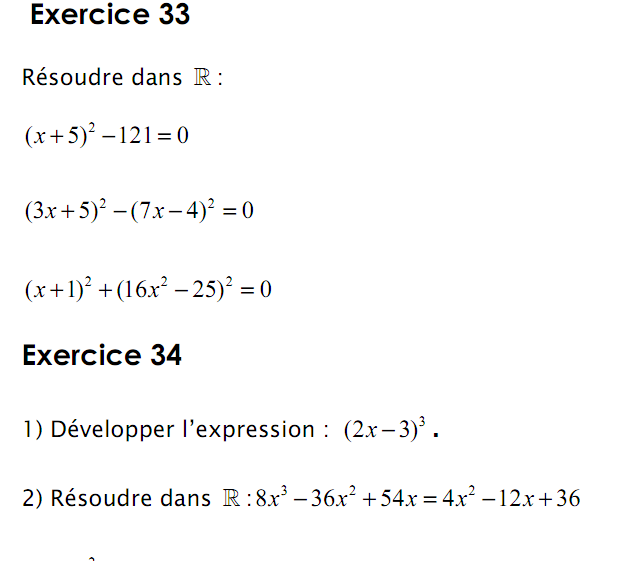 Exercice 33
Résoudre dans ℝ :
(x+5)² −121=0
(3x+5)² −(7x−4)² =0
(x+1)² +(16x² −25)² =0
Exercice 34
1) Développer l’expression : (2x−3)³ .
2) Résoudre dans ℝ :8x³ −36x² +54x=4x² −12x+36